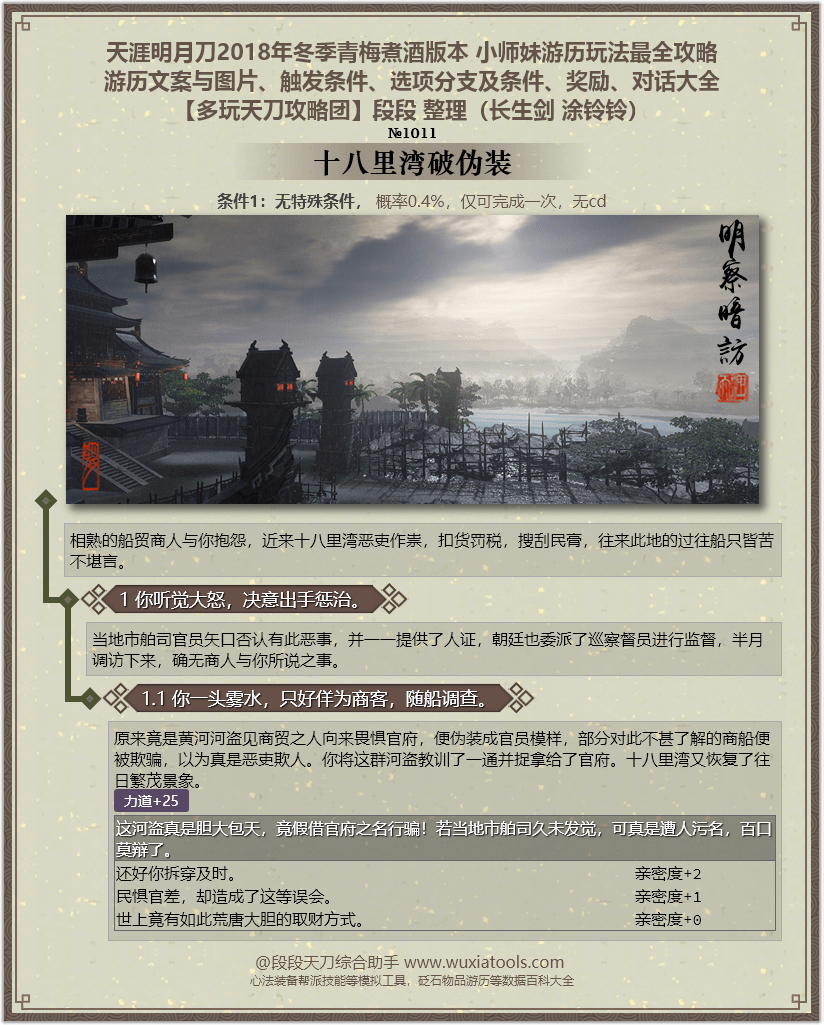 天涯明月刀2018年冬季青梅煮酒版本 小师妹游历玩法最全攻略
游历文案与图片、触发条件、选项分支及条件、奖励、对话大全
【多玩天刀攻略团】段段 整理（长生剑 涂铃铃）
№1011
十八里湾破伪装
条件1：无特殊条件， 概率0.4%，仅可完成一次，无cd
明察暗訪
相熟的船贸商人与你抱怨，近来十八里湾恶吏作祟，扣货罚税，搜刮民膏，往来此地的过往船只皆苦
不堪言。
1 你听觉大怒，决意出手惩治。
当地市舶司官员矢口否认有此恶事，并一一提供了人证，朝廷也委派了巡察督员进行监督，半月
调访下来，确无商人与你所说之事。
1.1 你一头雾水，只好佯为商客，随船调查。
原来竟是黄河河盗见商贸之人向来畏惧官府，便伪装成官员模样，部分对此不甚了解的商船便
被欺骗，以为真是恶吏欺人。你将这群河盗教训了一通并捉拿给了官府。十八里湾又恢复了往
日繁茂景象。
力道+25
这河盗真是胆大包天，竟假借官府之名行骗！若当地市舶司久未发觉，可真是遭人污名，百口
莫辩了。
还好你拆穿及时。 亲密度+2
民惧官差，却造成了这等误会。 亲密度+1
世上竟有如此荒唐大胆的取财方式。 亲密度+0
@段段天刀综合助手 www.wuxiatools.com
心法装备帮派技能等模拟工具，砭石物品游历等数据百科大全